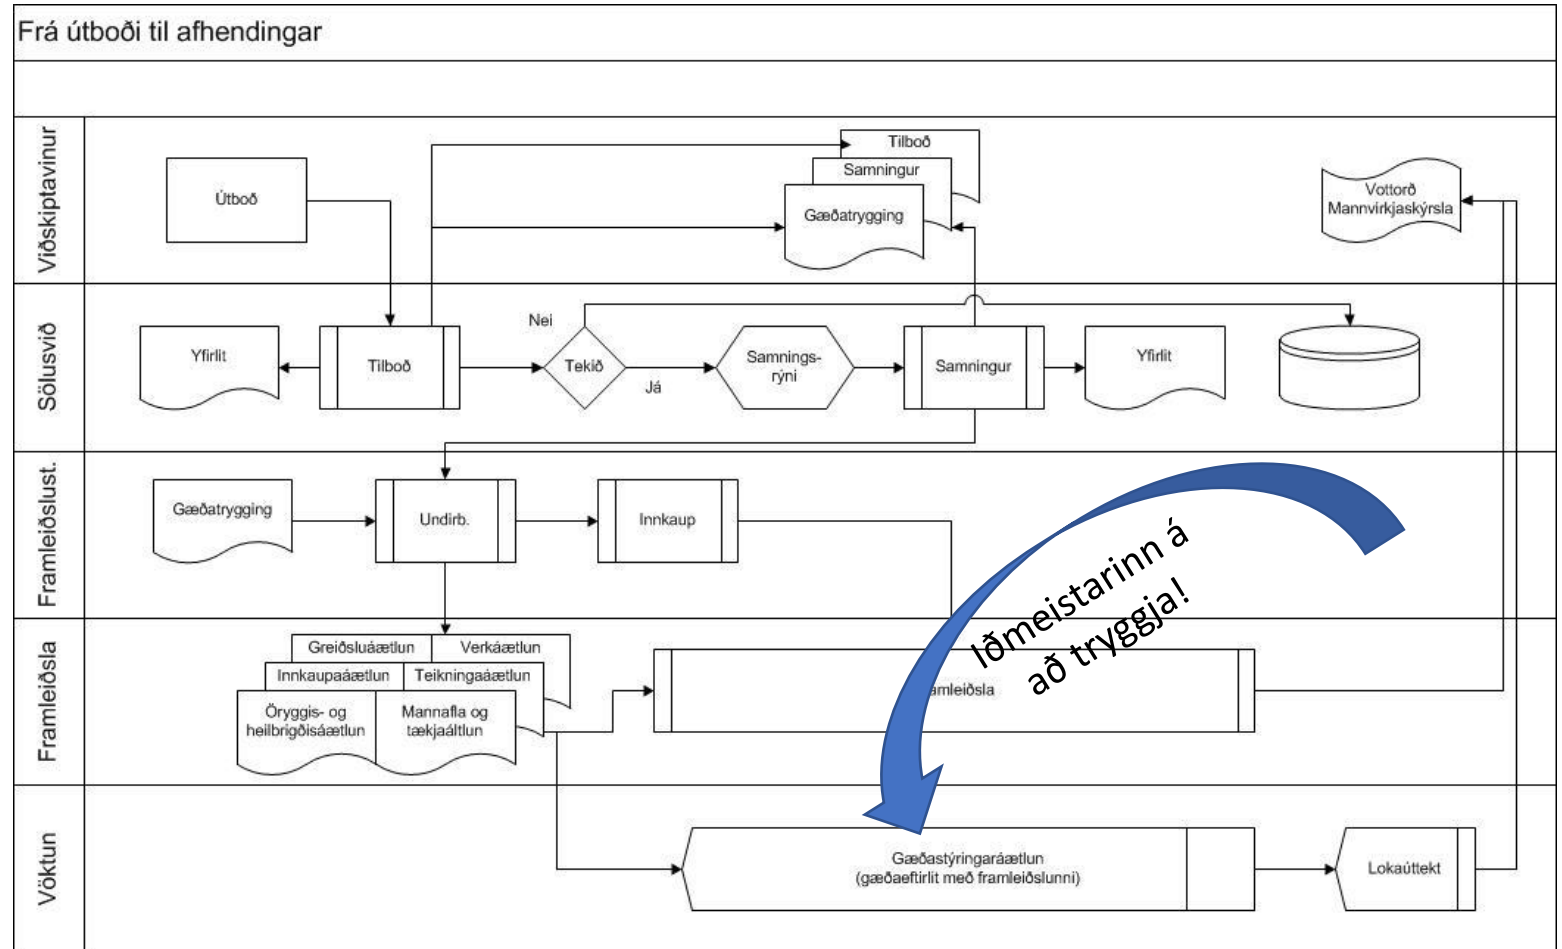 Frá útboði til afhendingar
Viðskiptavinur
Útboð
Tilboð
Samningur
Gæðatrygging
Vottorð
Mannvirkjaskýrsla
Sölusvið
Yfirlit
Tilboð
Nei
Tekið
Já
Samnings-
rýni
Samningur
Yfirlit
Framleiðslust.
Gæðatrygging
Undirb.
Innkaup
Iðmeistarinn á
að tryggja!
Framleiðsla
Greiðsluáætlun
Verkáætlun
Innkaupaáætlun
Teikningaáætlun
Öryggis- og
heilbrigðisáætlun
Mannafla og
tækjaáltlun
amleiðsla
Vöktun
Gæðastýringaráætlun
(gæðaeftirlit með framleiðslunni)
Lokaúttekt